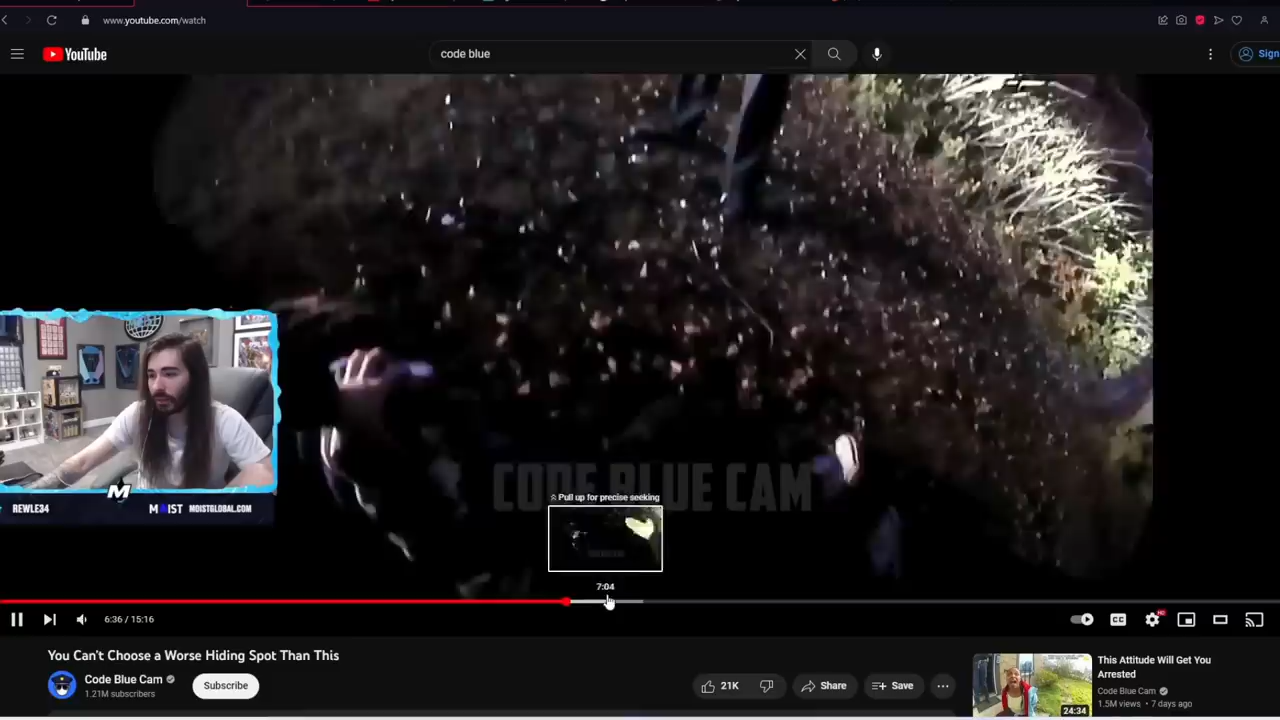 www.youtube.com/watch
YouTube
code blue
Sign
CODE BLUE CAM
Pull up for precise seeking
7:04
REWLE34
M
MOIST
MOISTGLOBAL.COM
6:36 / 15:16
CC
HD
You Can't Choose a Worse Hiding Spot Than This
Code Blue Cam
1.21M subscribers
Subscribe
21K
Share
Save
This Attitude Will Get You
Arrested
Code Blue Cam
1.5M views • 7 days ago
24:34